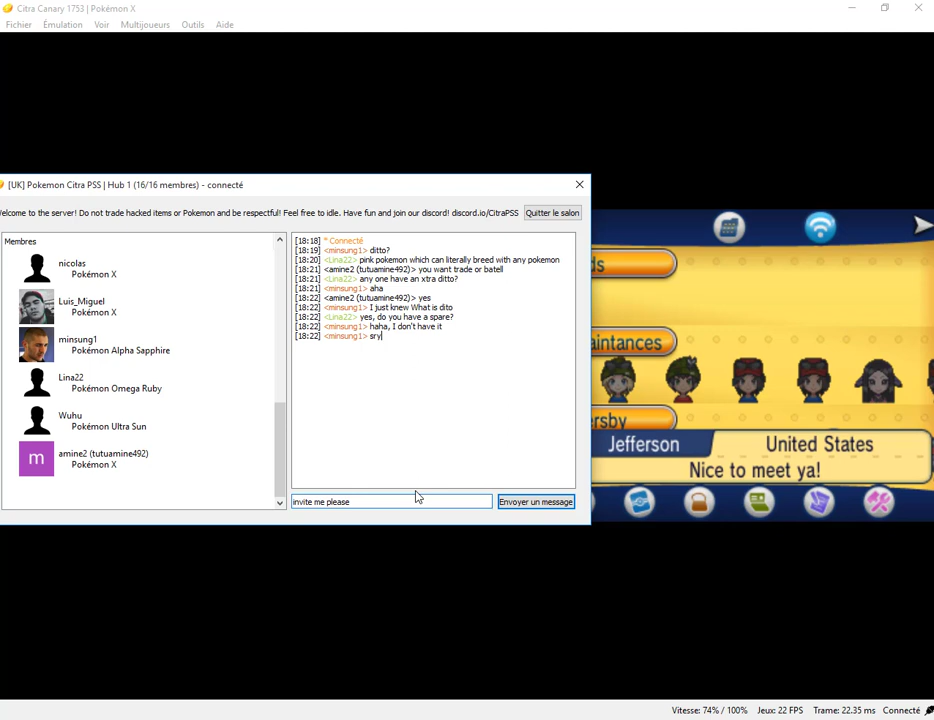 Citra Canary 1753 | Pokémon X
Fichier Émulation Voir Multijoueurs Outils Aide
[UK] Pokemon Citra PSS | Hub 1 (16/16 membres) - connecté
elcome to the server! Do not trade hacked items or Pokemon and be respectful! Feel free to idle. Have fun and join our discord! discord.io/CitraPSS
Quitter le salon
Membres
nicolas
Pokémon X
Luis_Miguel
Pokémon X
minsung1
Pokémon Alpha Sapphire
Lina22
Pokémon Omega Ruby
Wuhu
Pokémon Ultra Sun
m
amine2 (tutuamine492)
Pokémon X
[18:18] * Connecté
[18:19] <minsung1> ditto?
[18:20] <Lina22> pink pokemon which can literally breed with any pokemon
[18:21] <amine2 (tutuamine492)> you want trade or batell
[18:21] <Lina22> any one have an xtra ditto?
[18:21] <minsung1> aha
[18:22] <amine2 (tutuamine492)> yes
[18:22] <minsung1> I just knew What is dito
[18:22] <Lina22> yes, do you have a spare?
[18:22] <minsung1> haha, I don't have it
[18:22] <minsung1> sry
invite me please
Envoyer un message
ds
aintances
ersby
Jefferson
United States
Nice to meet ya!
Vitesse: 74% / 100% Jeux: 22 FPS Trame: 22.35 ms Connecté